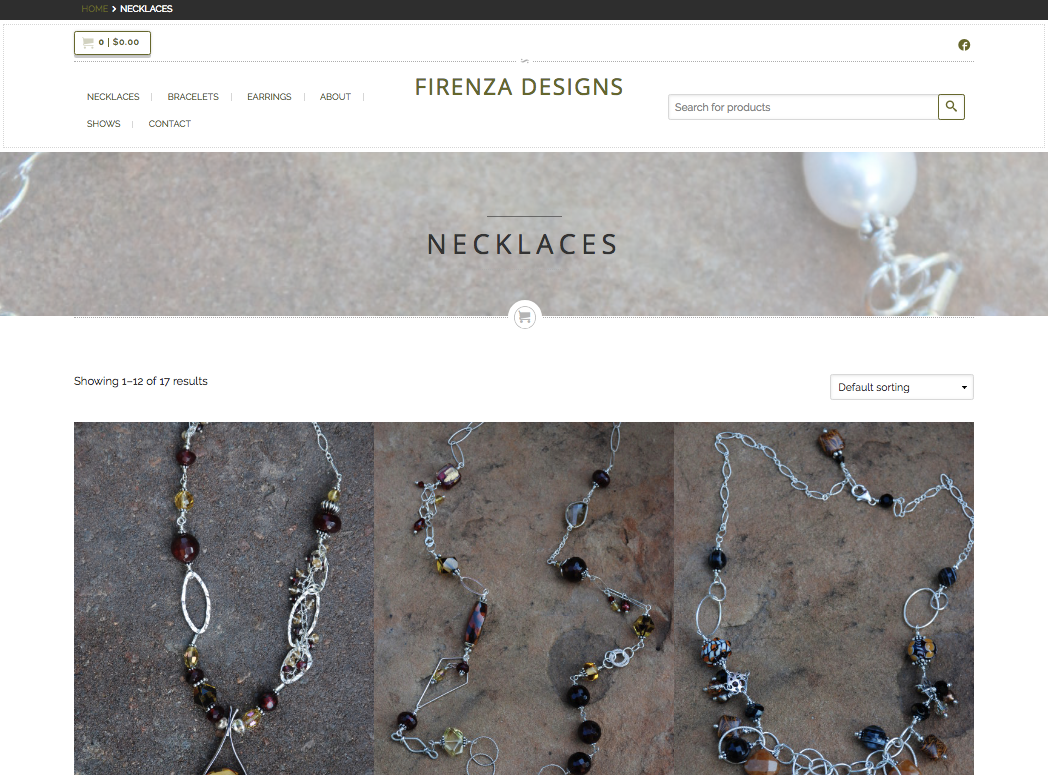 HOME > NECKLACES
0 | $0.00
FIRENZA DESIGNS
NECKLACES | BRACELETS | EARRINGS | ABOUT |
SHOWS | CONTACT
Search for products
NECKLACES
Showing 1–12 of 17 results
Default sorting